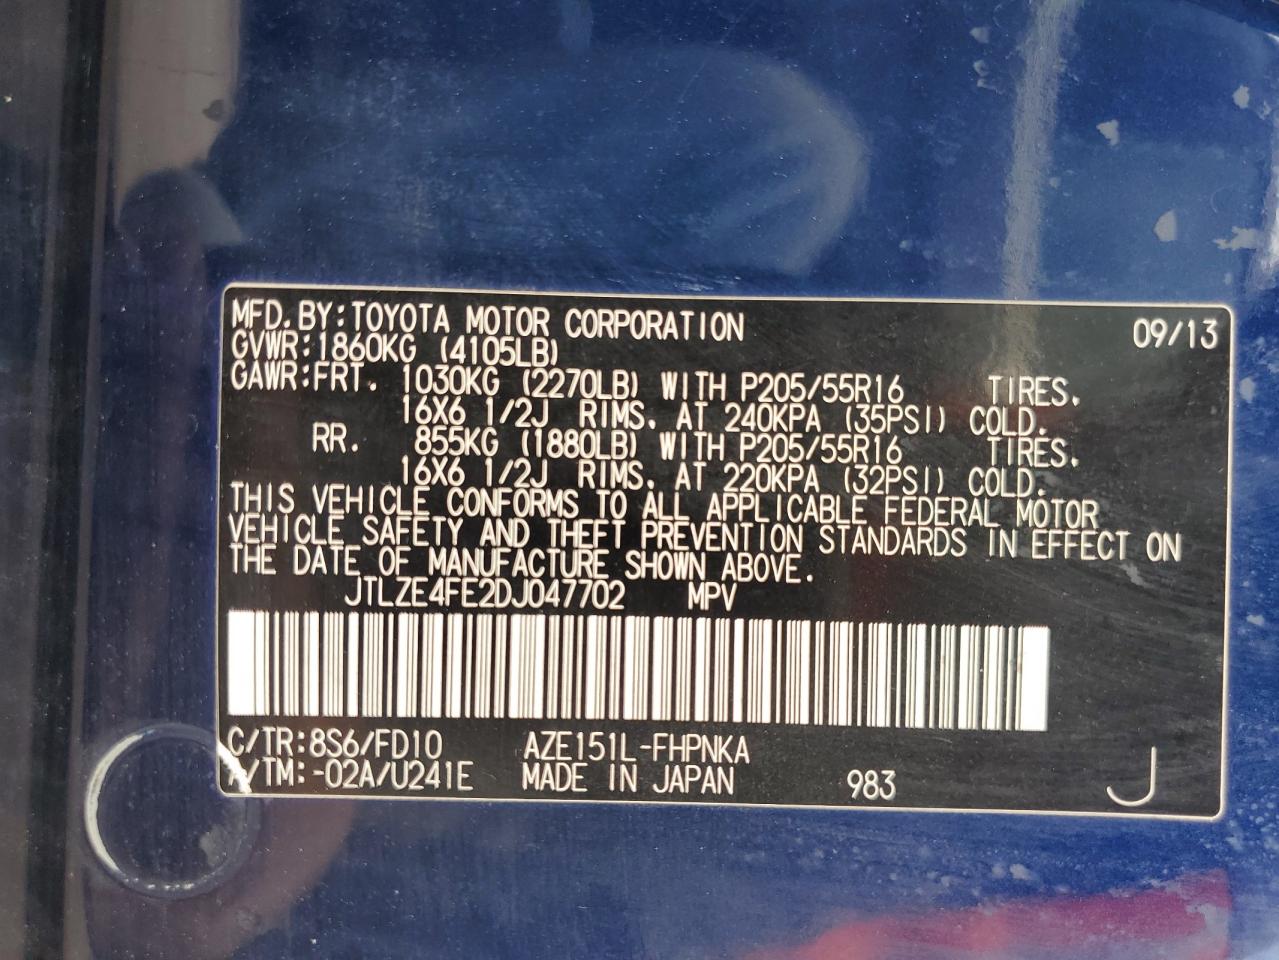 MFD.BY:TOYOTA MOTOR CORPORATION 09/13
GVWR:1860KG (4105LB)
GAWR:FRT. 1030KG (2270LB) WITH P205/55R16 TIRES.
16X6 1/2J RIMS. AT 240KPA (35PSI) COLD.
RR. 855KG (1880LB) WITH P205/55R16 TIRES.
16X6 1/2J RIMS. AT 220KPA (32PSI) COLD.
THIS VEHICLE CONFORMS TO ALL APPLICABLE FEDERAL MOTOR
VEHICLE SAFETY AND THEFT PREVENTION STANDARDS IN EFFECT ON
THE DATE OF MANUFACTURE SHOWN ABOVE.
JTLZE4FE2DJ047702 MPV
C/TR:8S6/FD10 AZE151L-FHPNKA
A/TM:-02A/U241E MADE IN JAPAN 983 J